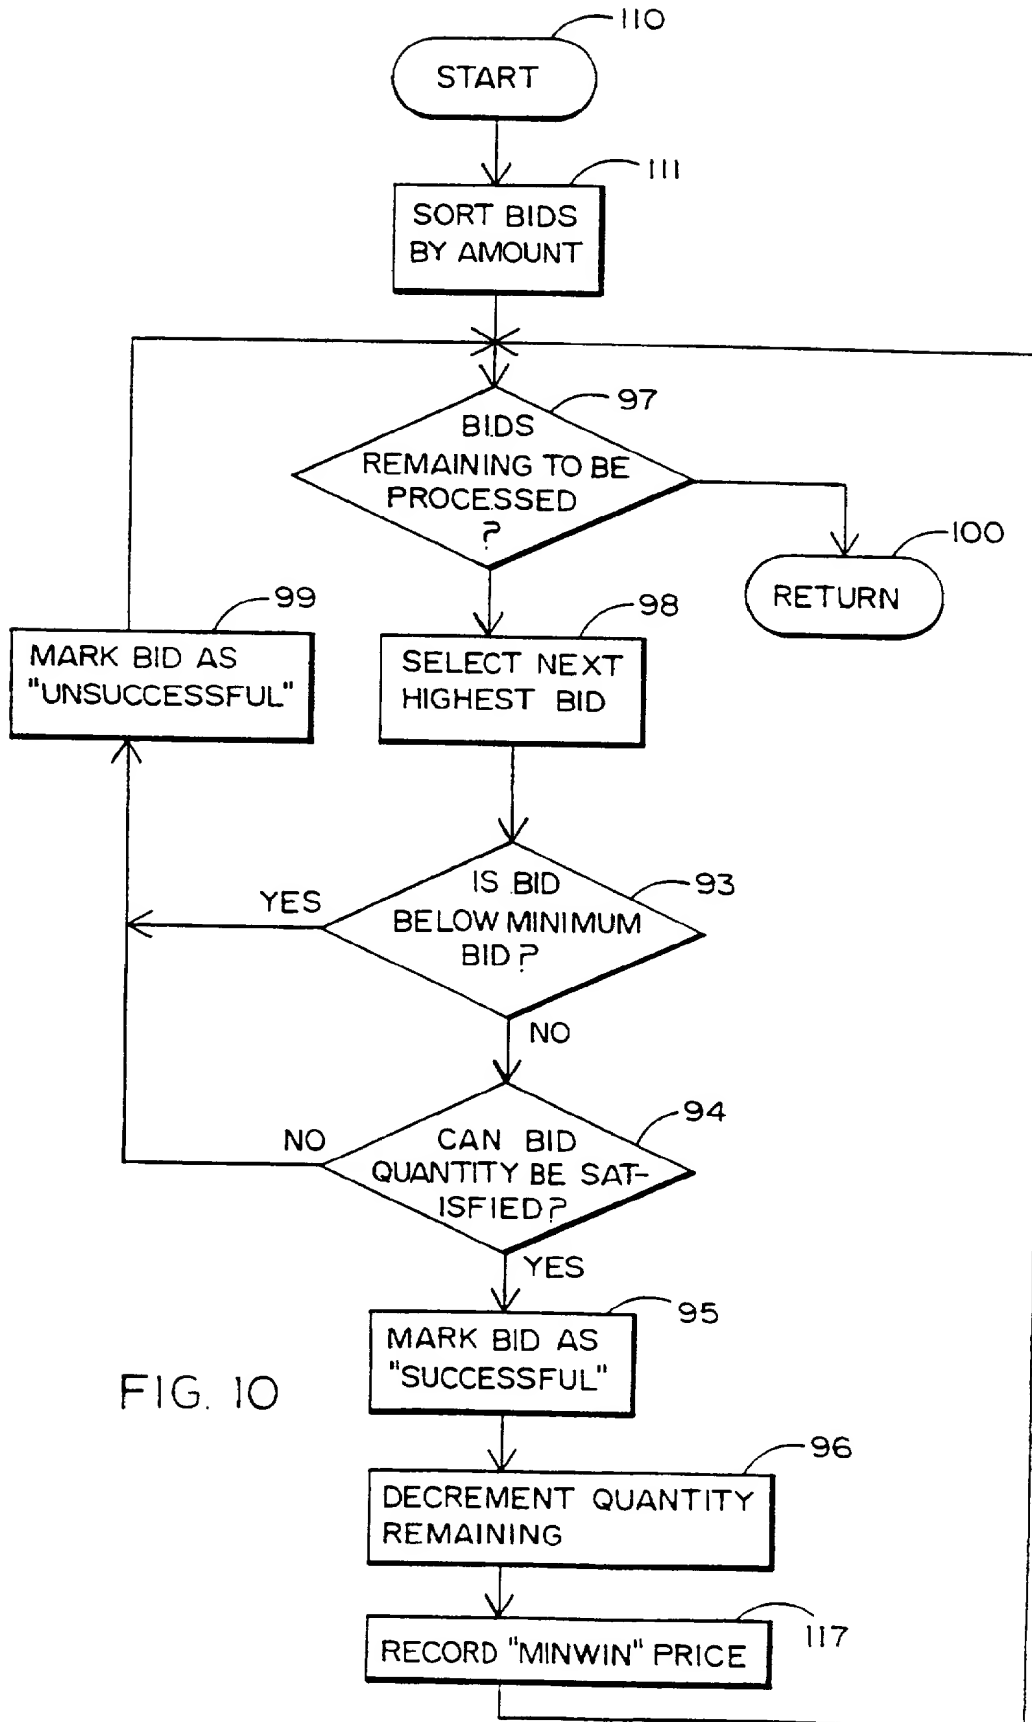 110
START
111
SORT BIDS
BY AMOUNT
97
BIDS
REMAINING TO BE
PROCESSED
?
100
RETURN
99
MARK BID AS
"UNSUCCESSFUL"
98
SELECT NEXT
HIGHEST BID
93
IS BID
BELOW MINIMUM
BID?
YES
NO
94
CAN BID
QUANTITY BE SAT-
ISFIED?
NO
YES
95
MARK BID AS
"SUCCESSFUL"
FIG. 10
96
DECREMENT QUANTITY
REMAINING
117
RECORD "MINWIN" PRICE